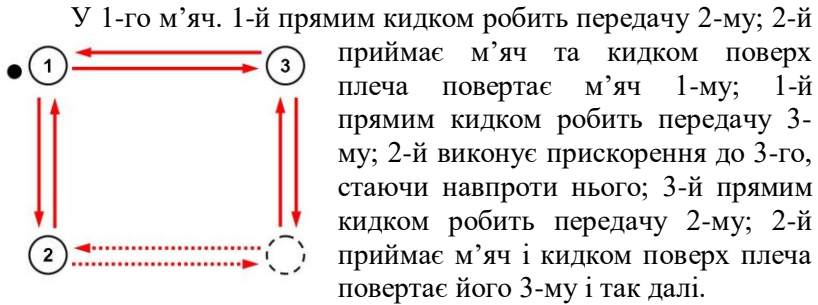 У 1-го м’яч. 1-й прямим кидком робить передачу 2-му; 2-й
приймає м’яч та кидком поверх
плеча повертає м’яч 1-му; 1-й
прямим кидком робить передачу 3-
му; 2-й виконує прискорення до 3-го,
стаючи навпроти нього; 3-й прямим
кидком робить передачу 2-му; 2-й
приймає м’яч і кидком поверх плеча
повертає його 3-му і так далі.
1
3
2